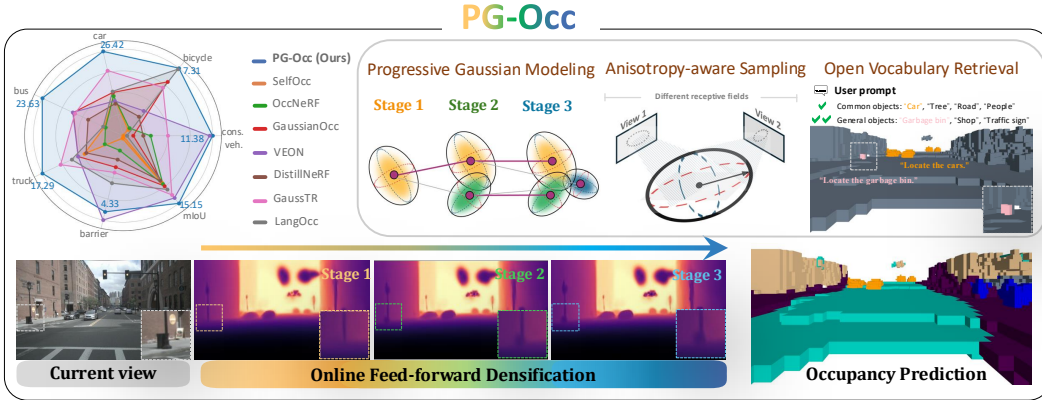 PG-Occ
car
26.42
bicycle
7.31
bus
23.63
cons.
veh.
11.38
truck
17.29
barrier
4.33
mIoU
15.15
PG-Occ (Ours)
SelfOcc
OccNeRF
GaussianOcc
VEON
DistillNeRF
GaussTR
LangOcc
Progressive Gaussian Modeling
Stage 1
Stage 2
Stage 3
Anisotropy-aware Sampling
Different receptive fields
View 1
View 2
Open Vocabulary Retrieval
User prompt
Common objects: "Car", "Tree", "Road", "People"
General objects: "Garbage bin", "Shop", "Traffic sign"
"Locate the cars."
"Locate the garbage bin."
Stage 1
Stage 2
Stage 3
Current view
Online Feed-forward Densification
Occupancy Prediction